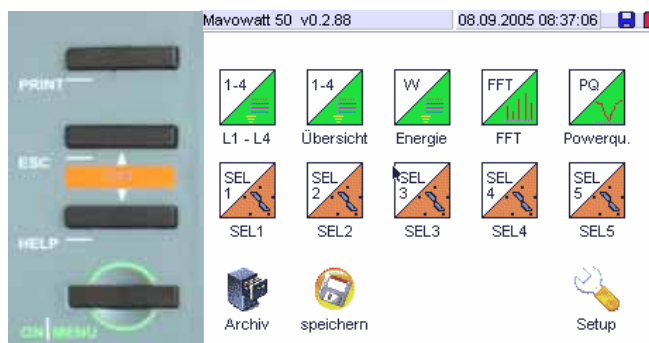 Mavowatt 50 v0.2.88 08.09.2005 08:37:06
PRINT
ESC
HELP
ON MENU
1-4 1-4 W FFT PQ
L1 - L4 Übersicht Energie FFT Powerqu.
SEL 1 SEL 2 SEL 3 SEL 4 SEL 5
SEL1 SEL2 SEL3 SEL4 SEL5
Archiv speichern Setup